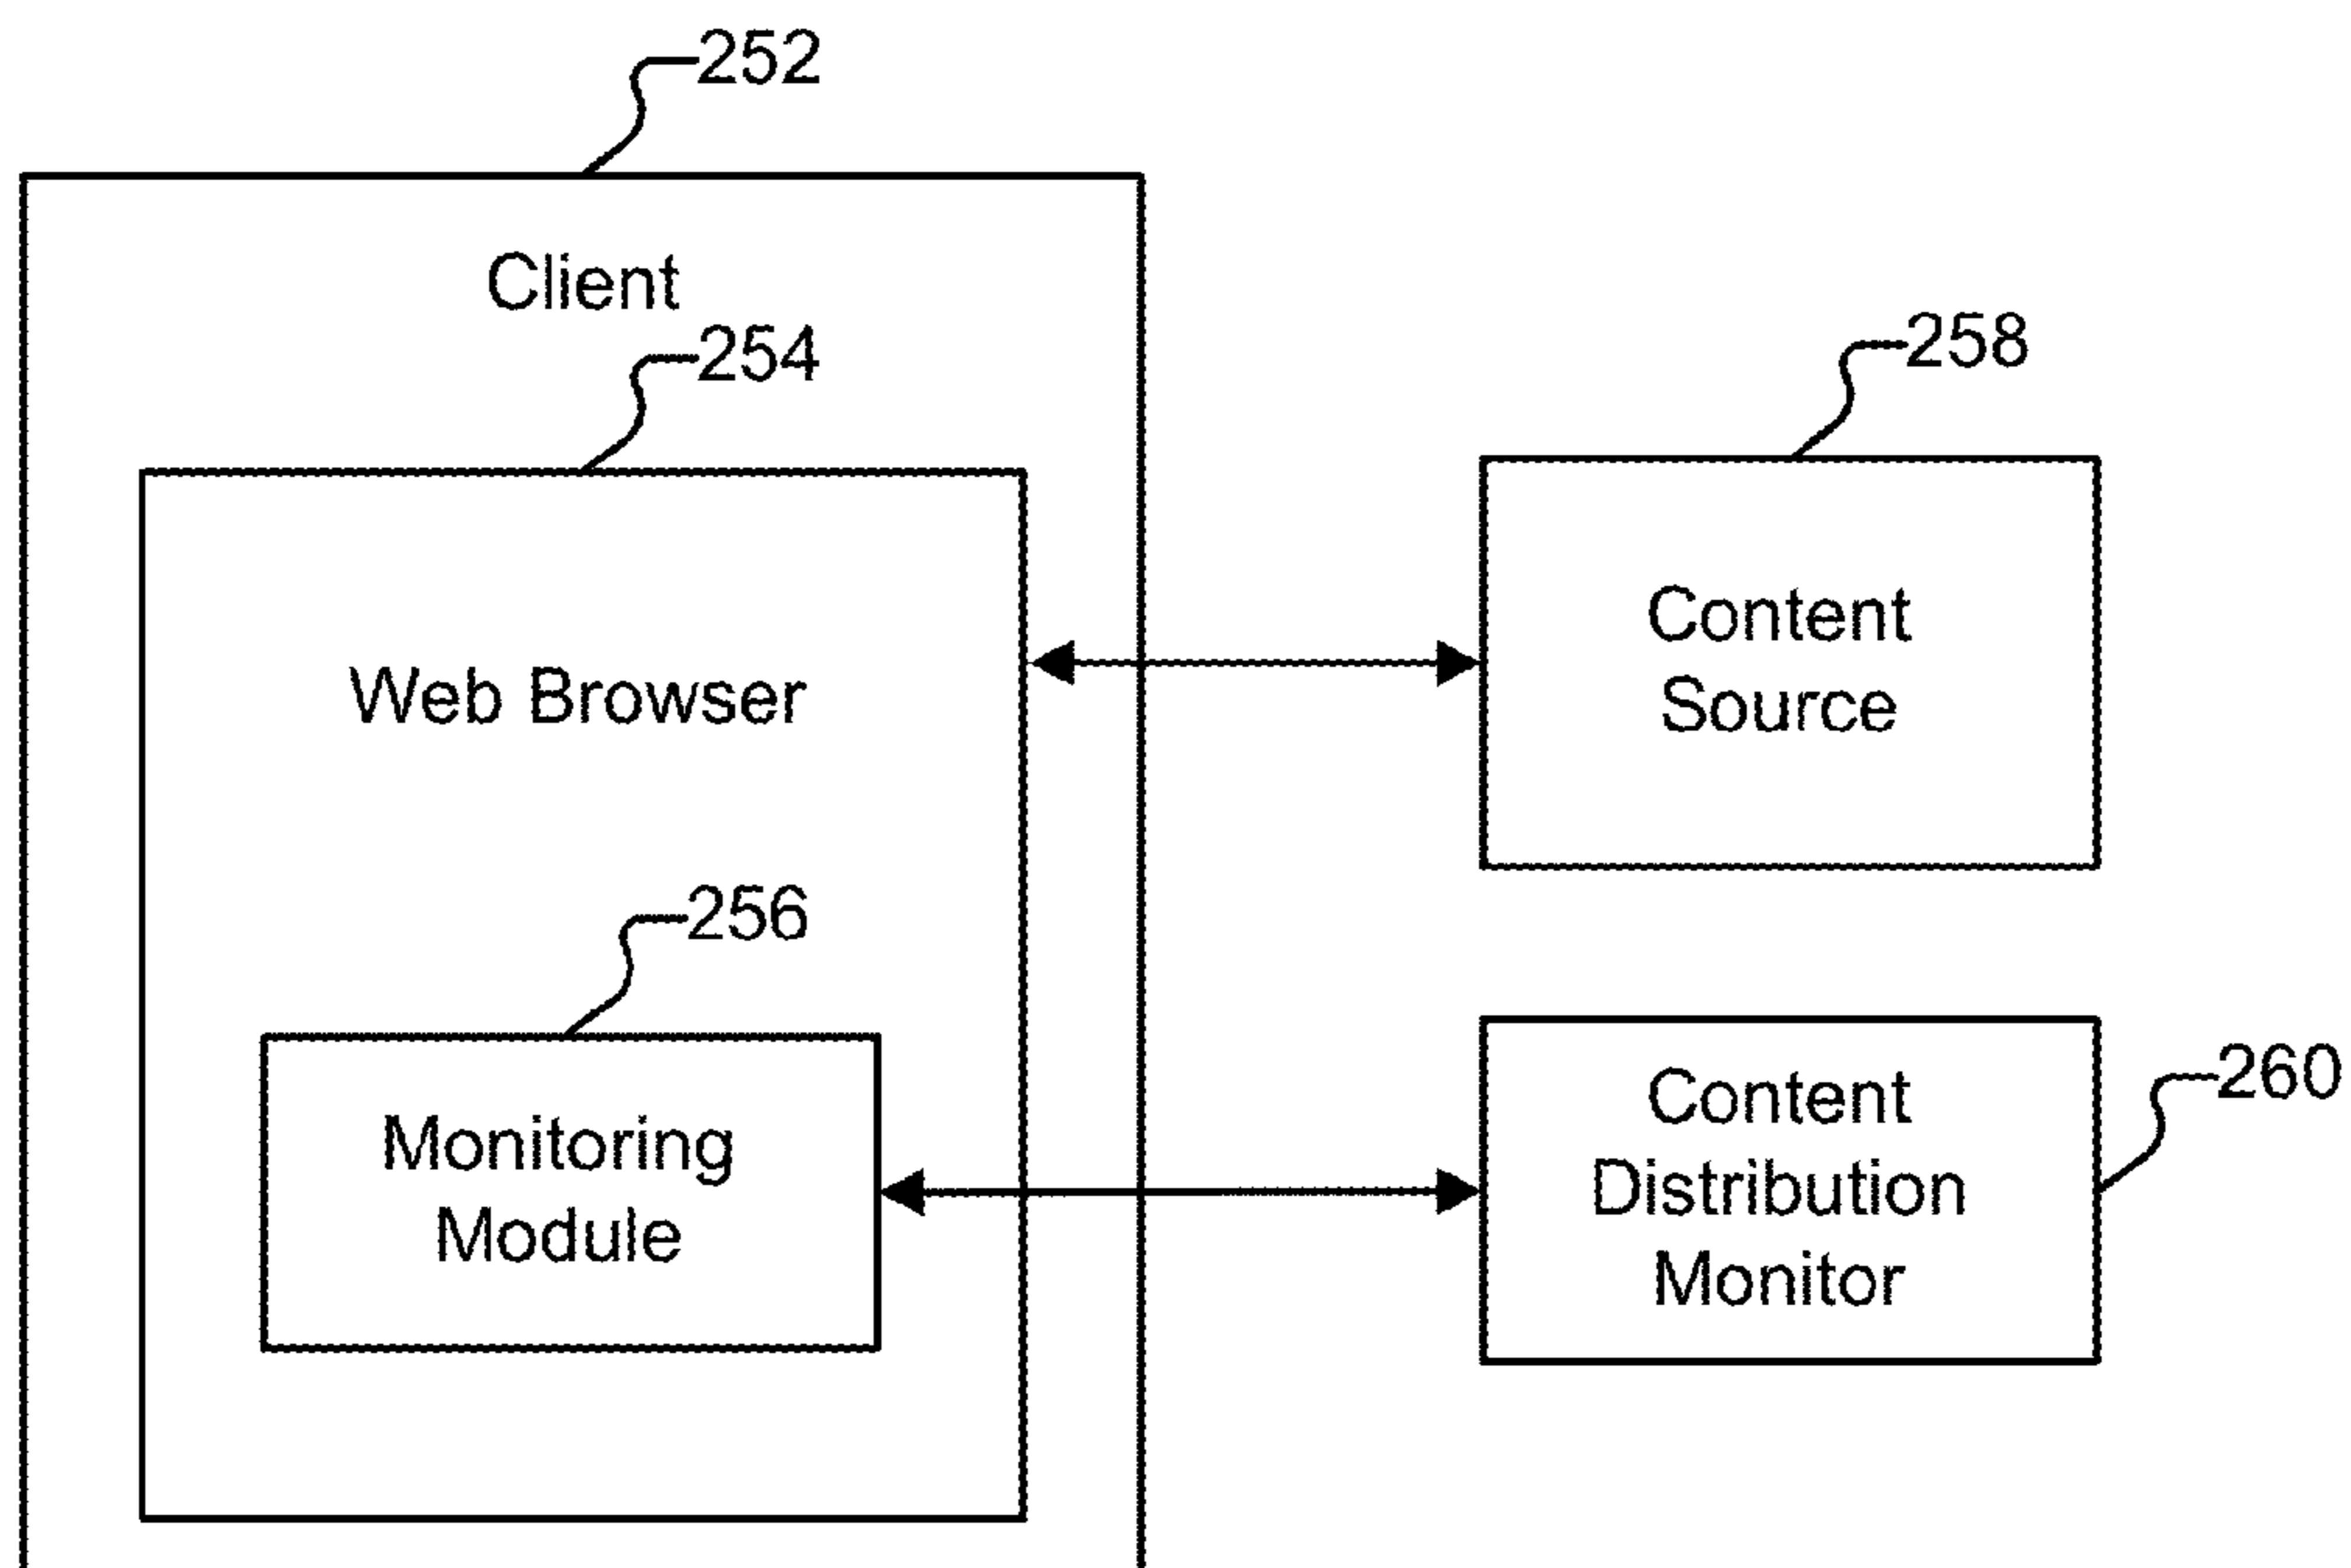 252
Client
254
258
Web Browser
Content
Source
256
Monitoring
Module
Content
Distribution
Monitor
260